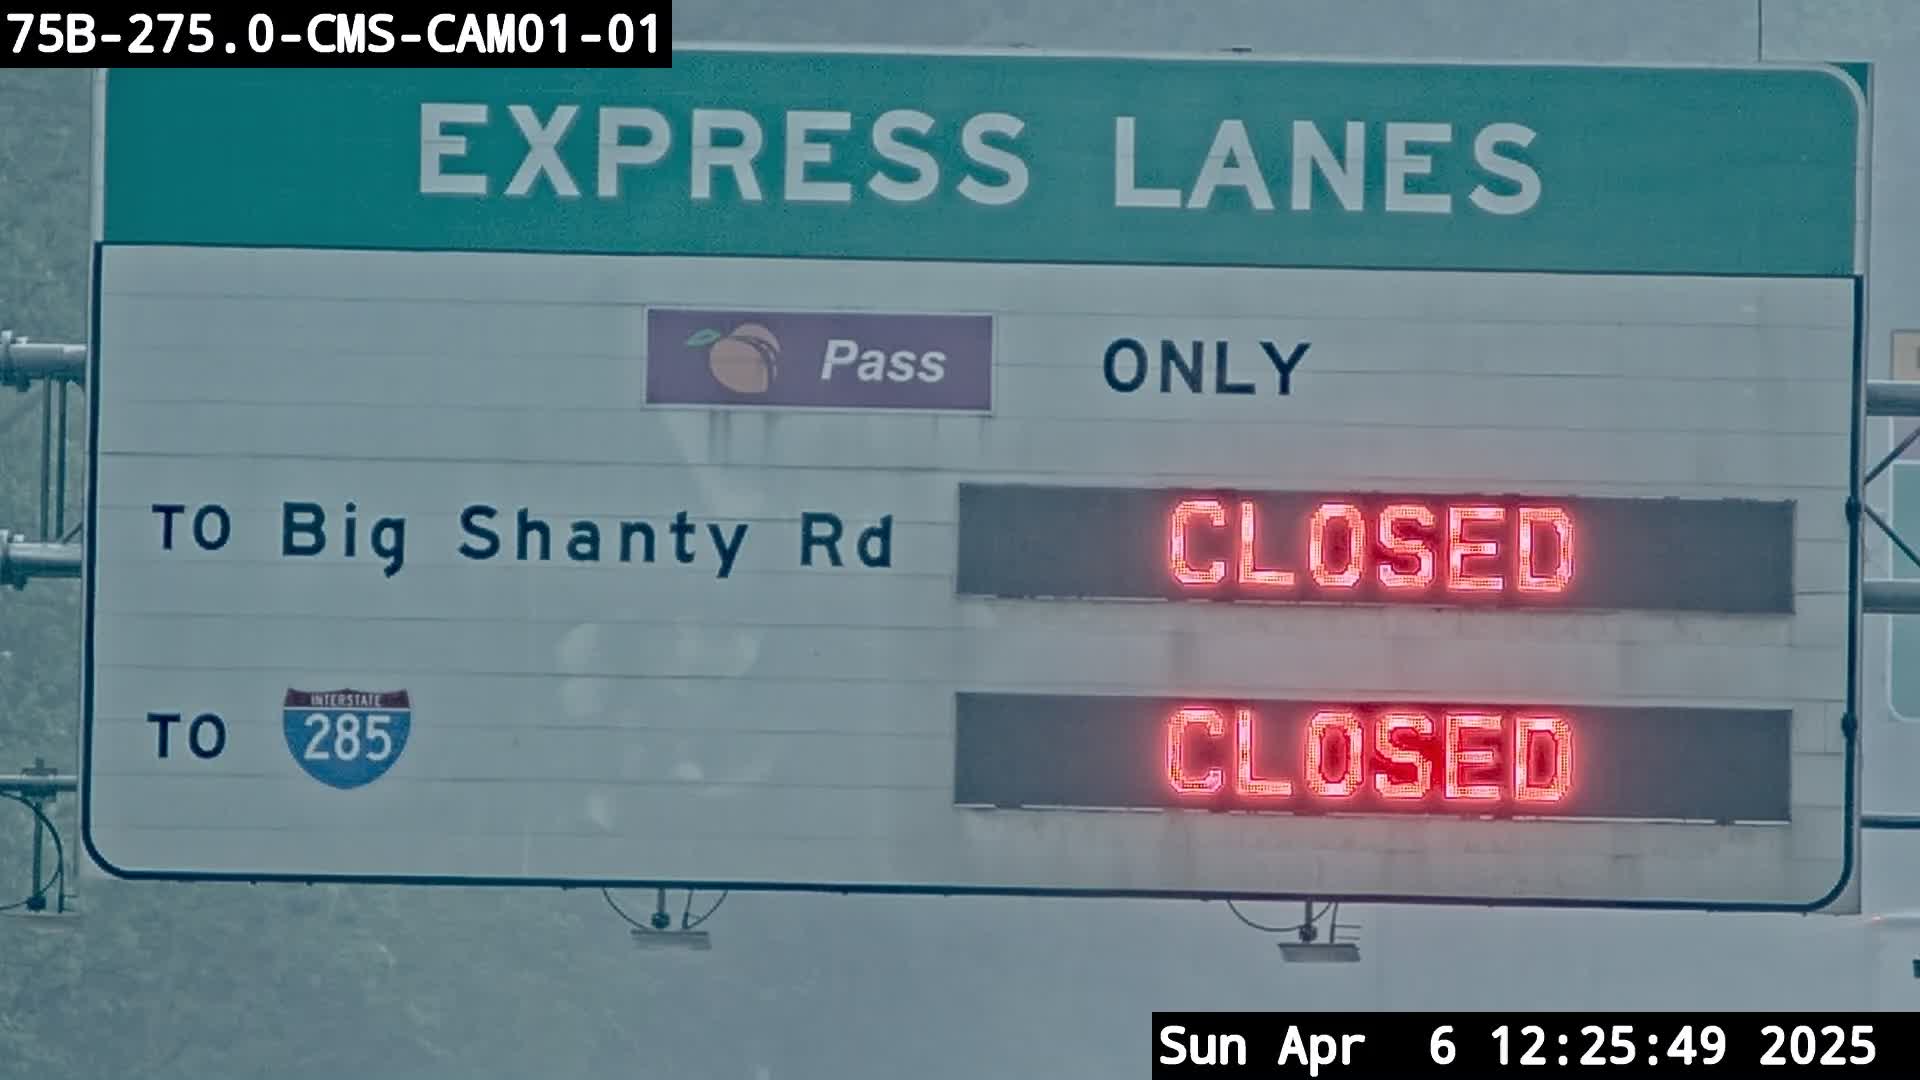 75B-275.0-CMS-CAM01-01
EXPRESS LANES
Pass ONLY
TO Big Shanty Rd CLOSED
TO INTERSTATE 285 CLOSED
Sun Apr 6 12:25:49 2025